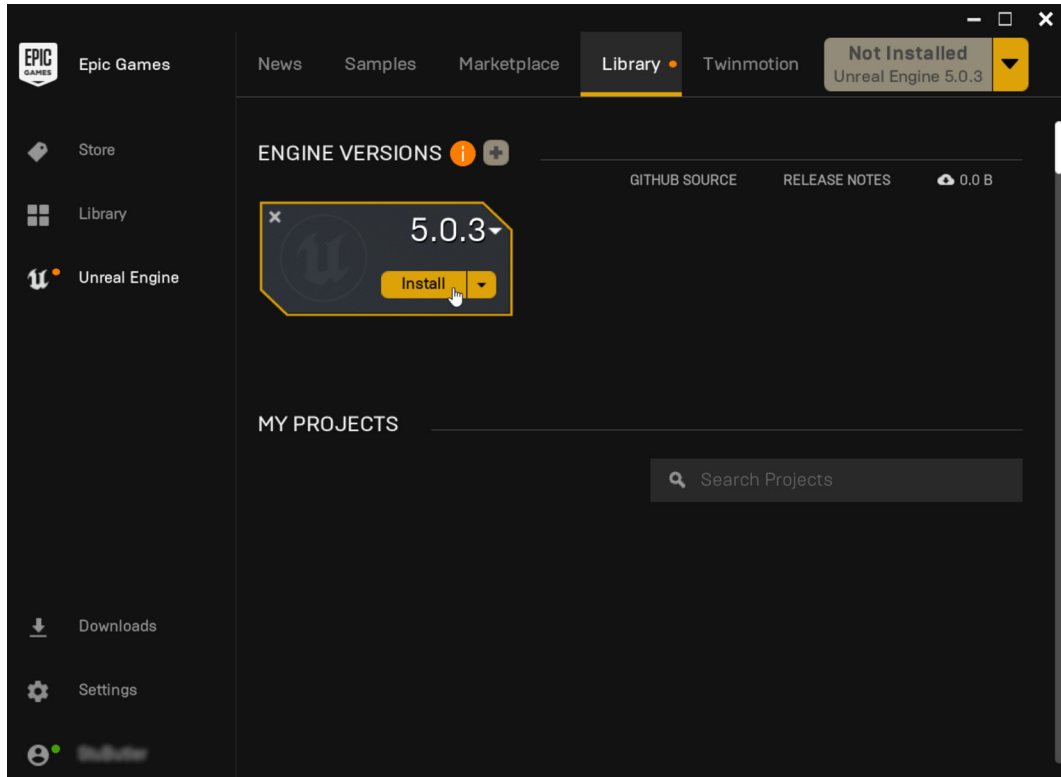 EPIC
GAMES
Epic Games
News
Samples
Marketplace
Library
Twinmotion
Not Installed
Unreal Engine 5.0.3
Store
Library
Unreal Engine
ENGINE VERSIONS
GITHUB SOURCE
RELEASE NOTES
0.0 B
5.0.3
Install
MY PROJECTS
Search Projects
Downloads
Settings